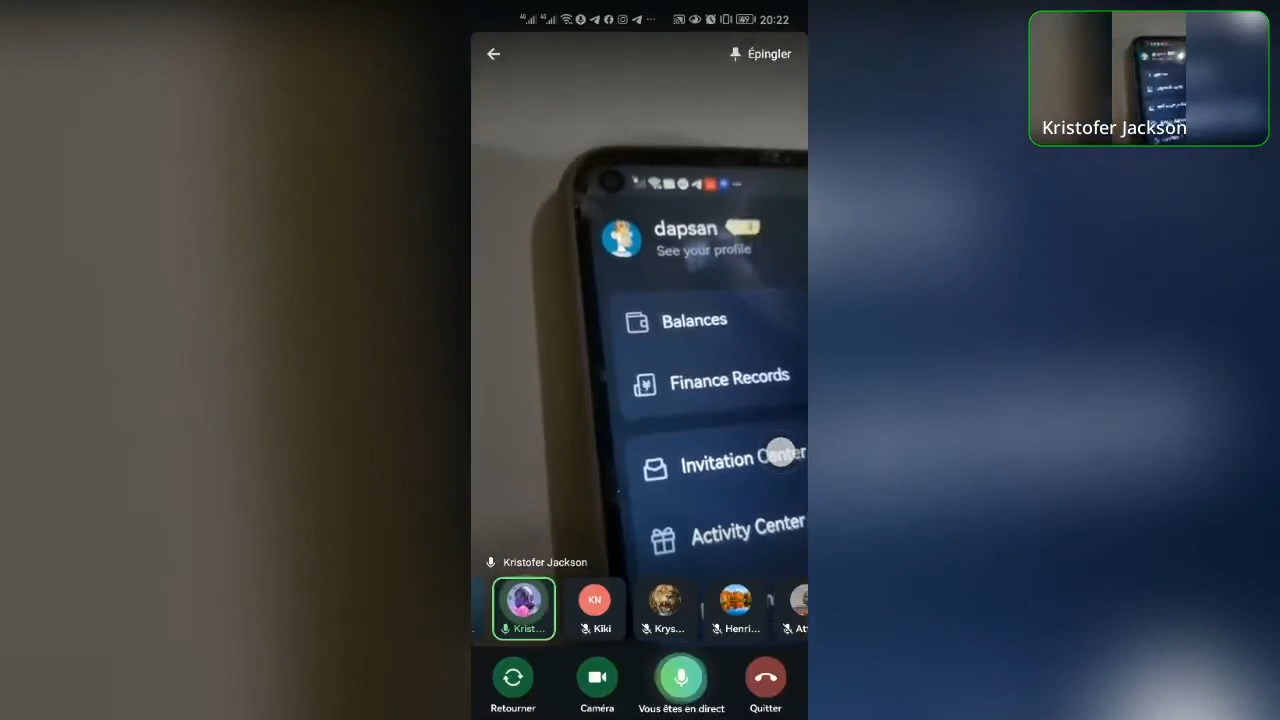 20:22
Épingler
dapsan
See your profile
Balances
Finance Records
Invitation Center
Activity Center
Kristofer Jackson
Krist...
KN
Kiki
Krys...
Henri...
Retourner
Caméra
Vous êtes en direct
Quitter
Kristofer Jackson